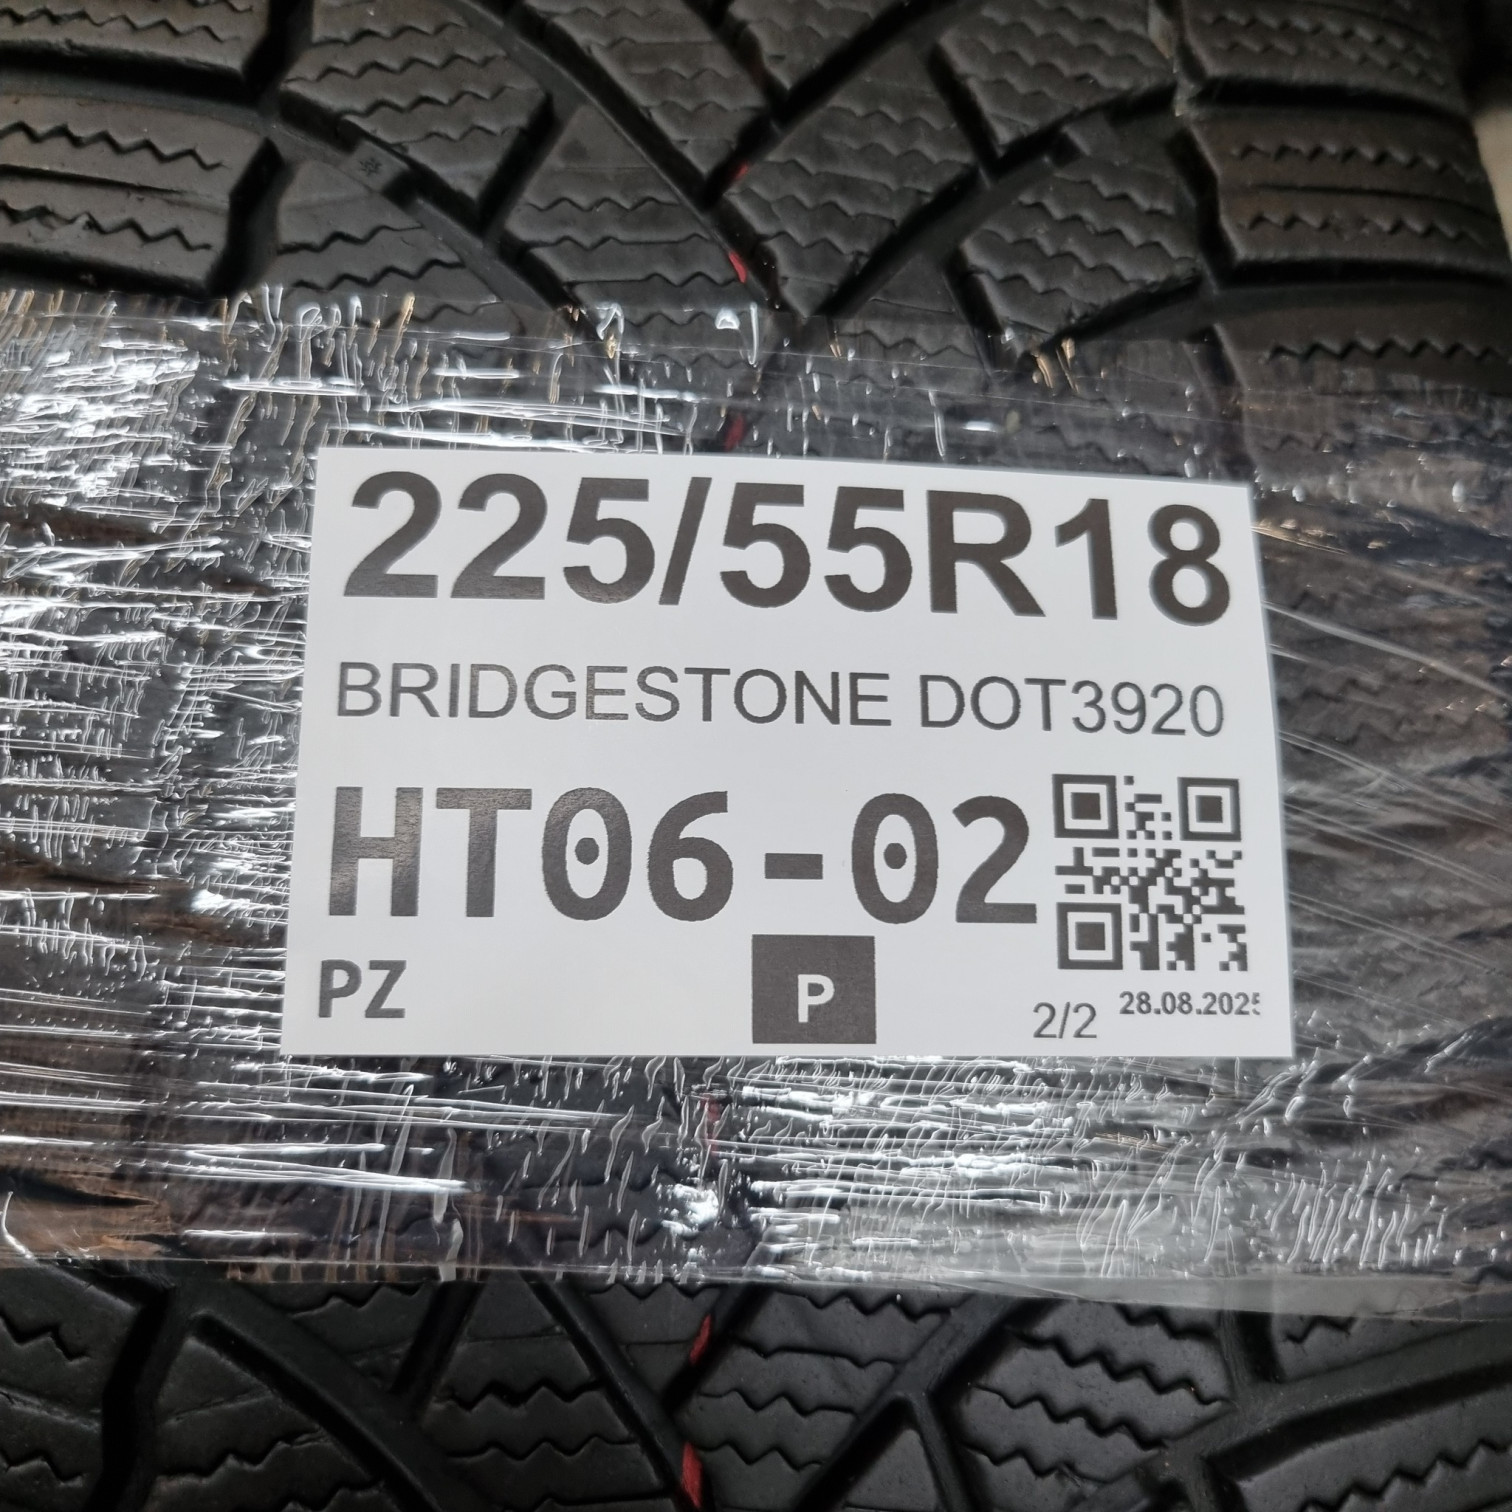 225/55R18
BRIDGESTONE DOT3920
HT06-02
PZ
P
2/2
28.08.2025